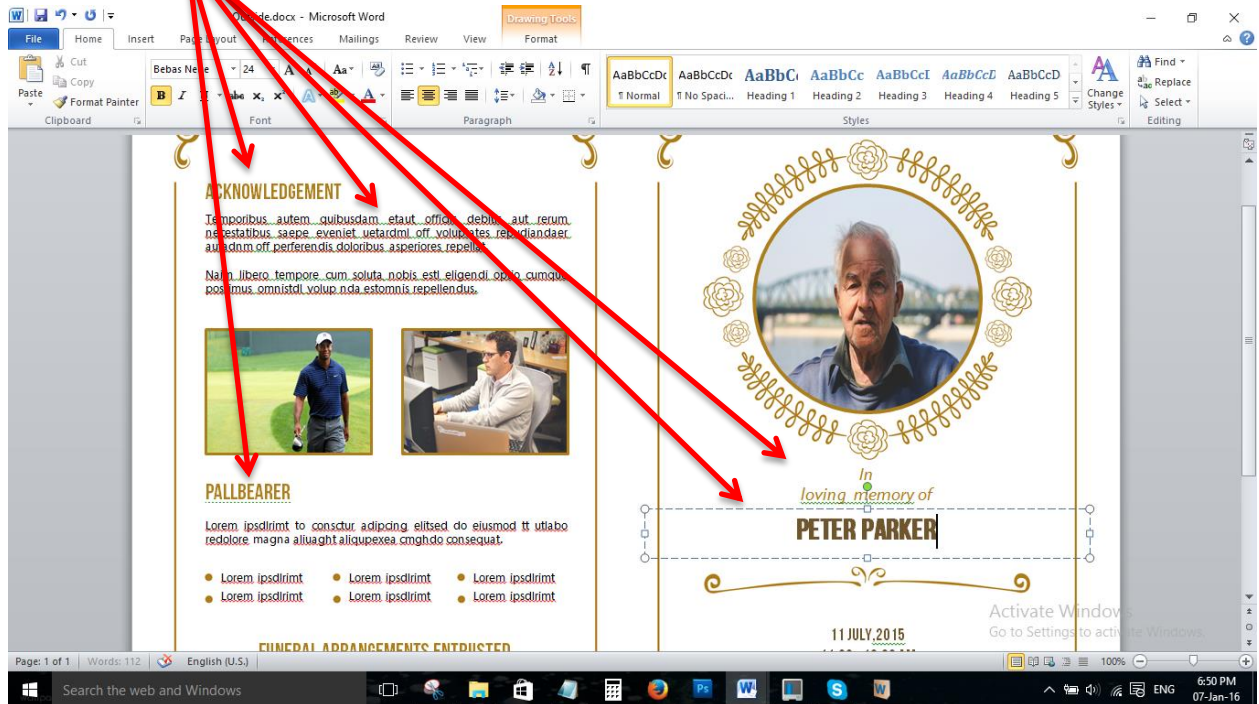 Outside.docx - Microsoft Word
Drawing Tools
File Home Insert Page Layout References Mailings Review View Format
Paste
Cut
Copy
Format Painter
Clipboard
Bebas Neue 24
Font
Paragraph
AaBbCcDc AaBbCcDc AaBbC AaBbCc AaBbCcI AaBbCcD AaBbCcD
¶ Normal ¶ No Spaci... Heading 1 Heading 2 Heading 3 Heading 4 Heading 5
Change
Styles
Styles
Find
Replace
Select
Editing
ACKNOWLEDGEMENT
Temporibus autem quibusdam etaut officis debitis aut rerum
necestatibus saepe eveniet uetardml off voluptates repudiandaer
autadnm off perferendis doloribus asperiores repellat.
Nam libero tempore cum soluta nobis estl eligendi optio cumque
possimus omnistdl volup nda estomnis repellendus.
PALLBEARER
Lorem ipsdlrimt to consctur adipcing elitsed do eiusmod tt utlabo
redolore magna aliuaght aliqupexea cmghdo consequat.
Lorem ipsdlrimt Lorem ipsdlrimt Lorem ipsdlrimt
Lorem ipsdlrimt Lorem ipsdlrimt Lorem ipsdlrimt
FUNERAL ARRANGEMENTS ENTRUSTED
In
loving memory of
PETER PARKER
11 JULY,2015
Activate Windows
Go to Settings to activate Windows.
Page: 1 of 1 Words: 112 English (U.S.) 100%
Search the web and Windows
ENG
6:50 PM
07-Jan-16